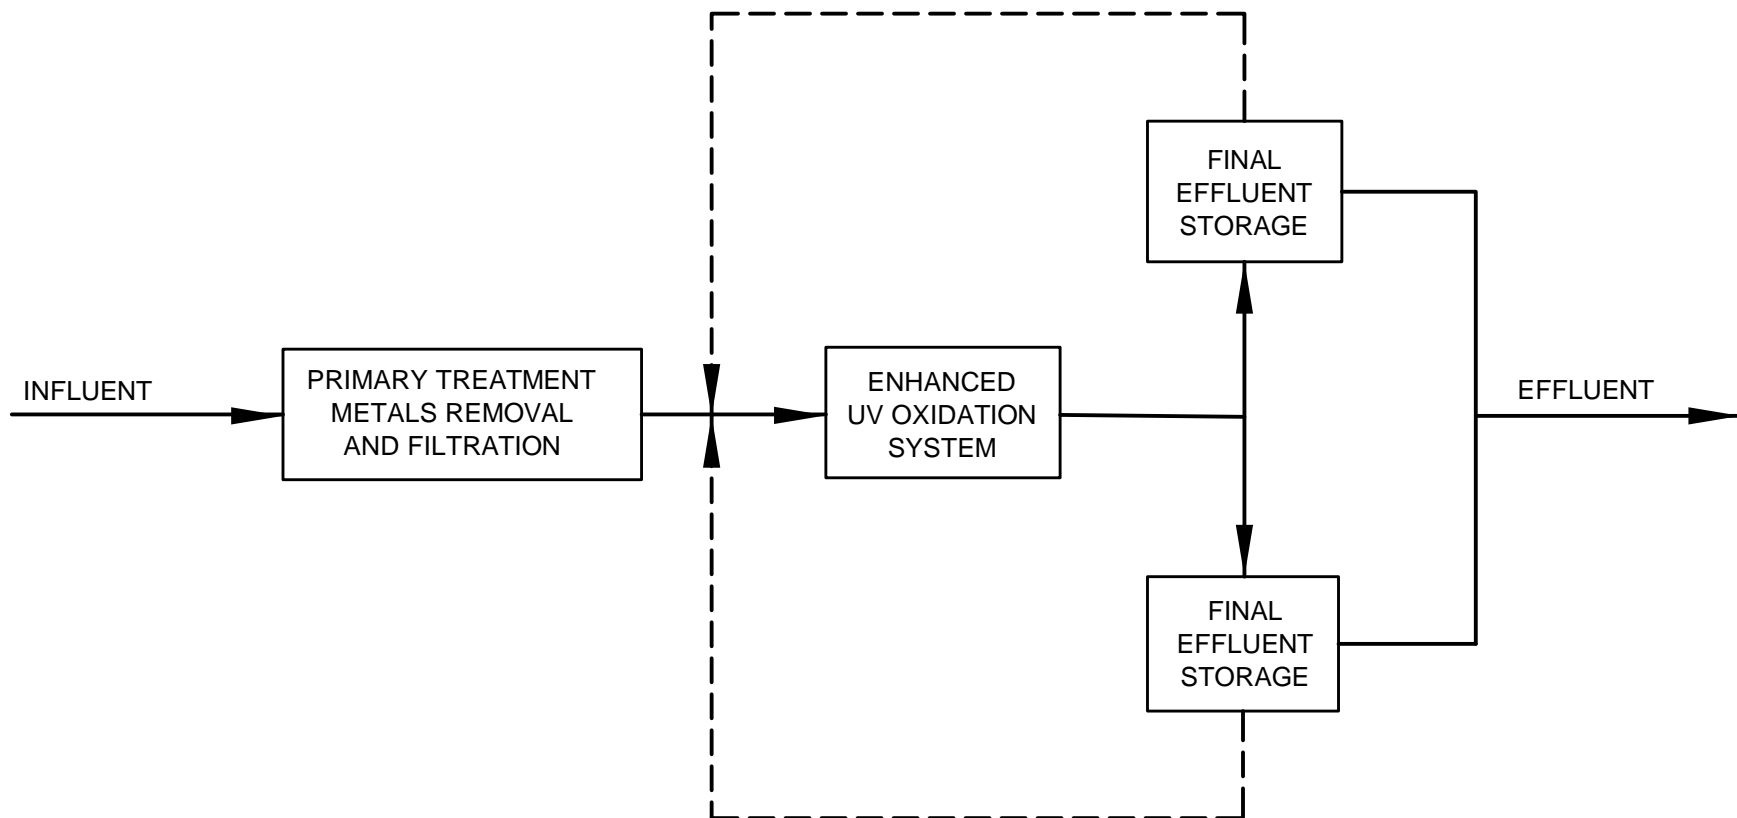 INFLUENT
PRIMARY TREATMENT
METALS REMOVAL
AND FILTRATION
ENHANCED
UV OXIDATION
SYSTEM
FINAL
EFFLUENT
STORAGE
FINAL
EFFLUENT
STORAGE
EFFLUENT